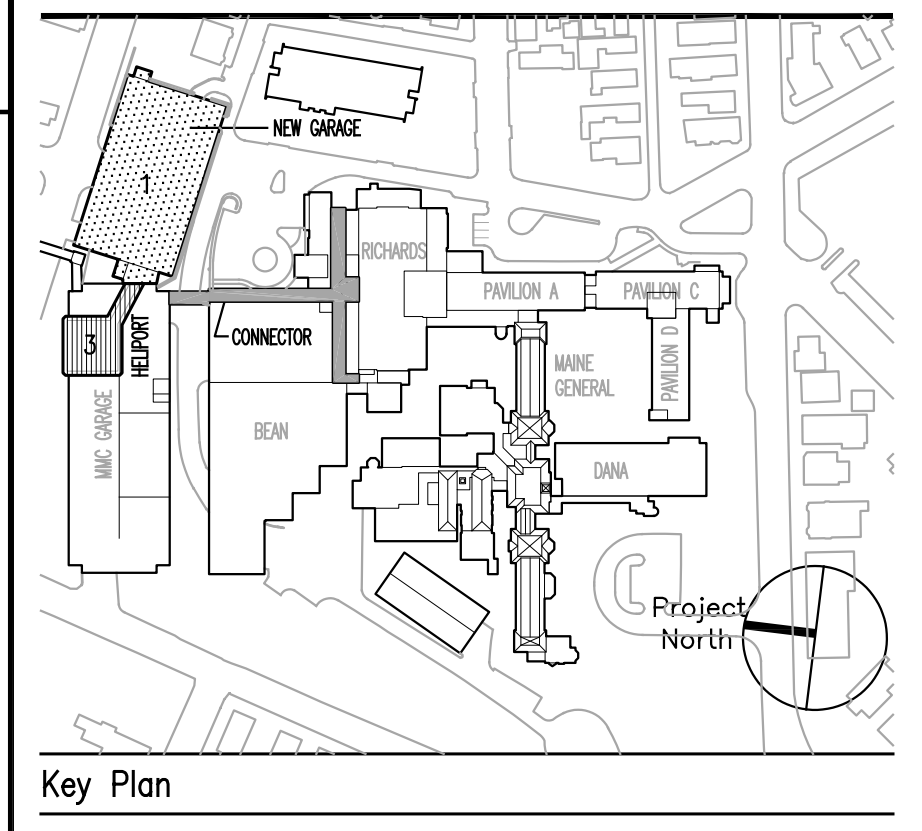 NEW GARAGE
1
RICHARDS
PAVILION A
PAVILION C
CONNECTOR
HELIPORT
3
MAINE
GENERAL
PAVILION D
MMC GARAGE
BEAN
DANA
Project
North
Key Plan